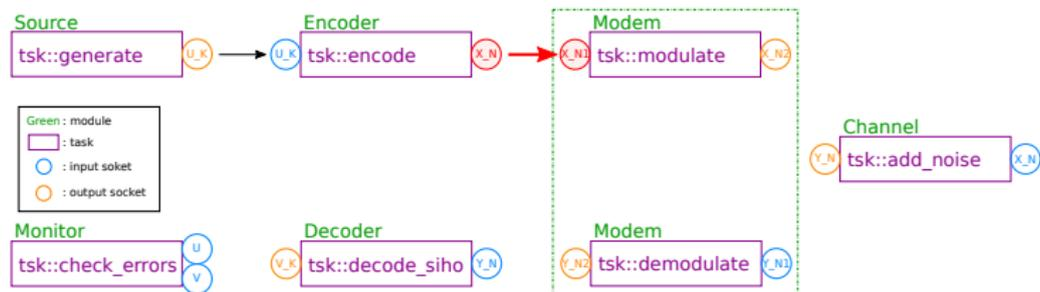 Source
Encoder
Modem
tsk::generate
U_K
U_K
tsk::encode
X_N
X_N1
tsk::modulate
X_N2
Green : module
: task
: input soket
: output socket
Channel
Y_N
tsk::add_noise
X_N
Monitor
Decoder
Modem
tsk::check_errors
U
V
V_K
tsk::decode_siho
Y_N
Y_N2
tsk::demodulate
Y_N1